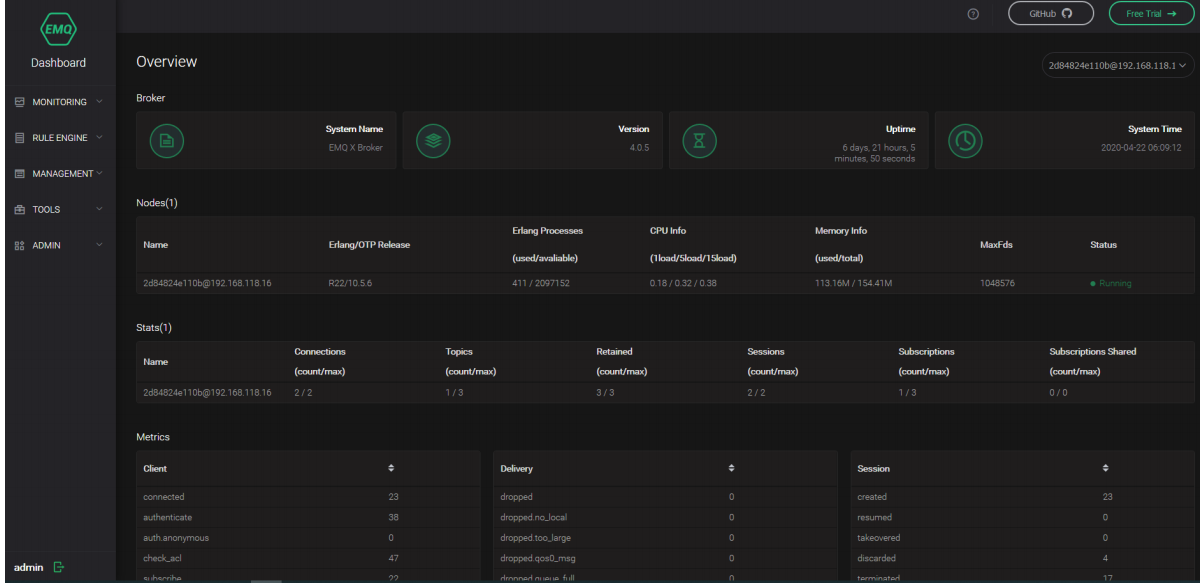 EMQ
Dashboard
MONITORING
RULE ENGINE
MANAGEMENT
TOOLS
ADMIN
admin
?
GitHub
Free Trial →
Overview
2d84824e110b@192.168.118.1
Broker
System Name
EMQ X Broker
Version
4.0.5
Uptime
6 days, 21 hours, 5
minutes, 50 seconds
System Time
2020-04-22 06:09:12
Nodes(1)
Name Erlang/OTP Release Erlang Processes CPU Info Memory Info MaxFds Status
(used/avaliable) (1load/5load/15load) (used/total)
2d84824e110b@192.168.118.16 R22/10.5.6 411 / 2097152 0.18 / 0.32 / 0.38 113.16M / 154.41M 1048576 Running
Stats(1)
Name Connections Topics Retained Sessions Subscriptions Subscriptions Shared
(count/max) (count/max) (count/max) (count/max) (count/max) (count/max)
2d84824e110b@192.168.118.16 2 / 2 1 / 3 3 / 3 2 / 2 1 / 3 0 / 0
Metrics
Client
connected 23
authenticate 38
auth.anonymous 0
check_acl 47
subscribe 22
Delivery
dropped 0
dropped.no_local 0
dropped.too_large 0
dropped.qos0_msg 0
dropped.queue_full 0
Session
created 23
resumed 0
takeovered 0
discarded 4
terminated 17